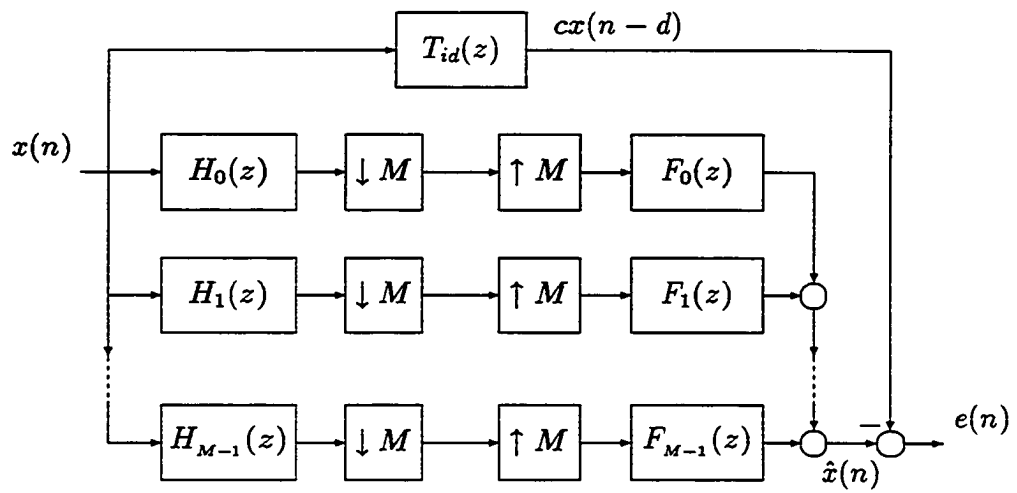 T_{id}(z)
cx(n − d)
x(n)
H_0(z)
↓ M
↑ M
F_0(z)
H_1(z)
↓ M
↑ M
F_1(z)
H_{M−1}(z)
↓ M
↑ M
F_{M−1}(z)
−
e(n)
x̂(n)